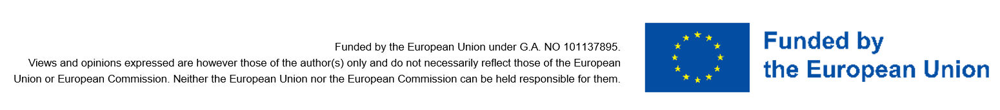 Funded by the European Union under G.A. NO 101137895.
Views and opinions expressed are however those of the author(s) only and do not necessarily reflect those of the European
Union or European Commission. Neither the European Union nor the European Commission can be held responsible for them.
Funded by
the European Union